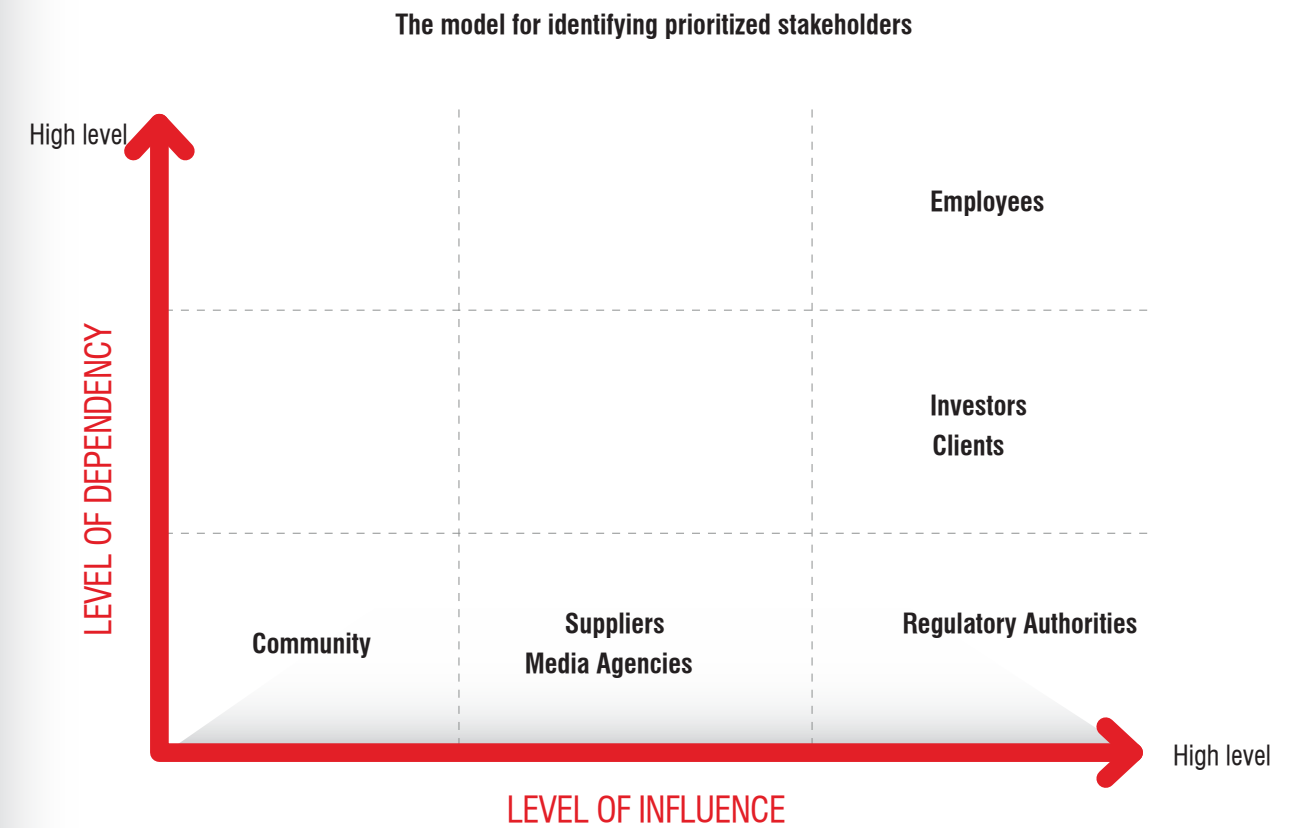 The model for identifying prioritized stakeholders
High level
Employees
LEVEL OF DEPENDENCY
Investors
Clients
Community
Suppliers
Media Agencies
Regulatory Authorities
High level
LEVEL OF INFLUENCE